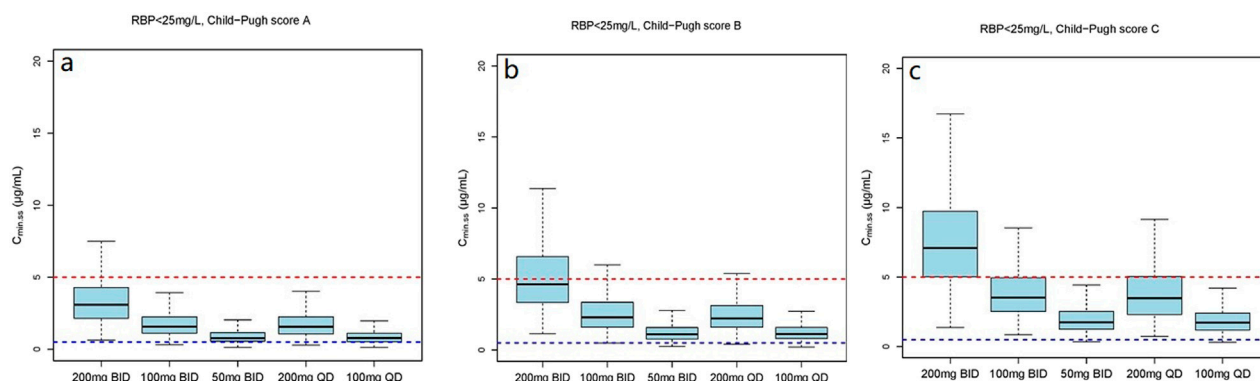 RBP<25mg/L, Child−Pugh score A
a
Cmin.ss (μg/mL)
20
15
10
5
0
200mg BID 100mg BID 50mg BID 200mg QD 100mg QD
RBP<25mg/L, Child−Pugh score B
b
Cmin.ss (μg/mL)
20
15
10
5
0
200mg BID 100mg BID 50mg BID 200mg QD 100mg QD
RBP<25mg/L, Child−Pugh score C
c
Cmin.ss (μg/mL)
20
15
10
5
0
200mg BID 100mg BID 50mg BID 200mg QD 100mg QD